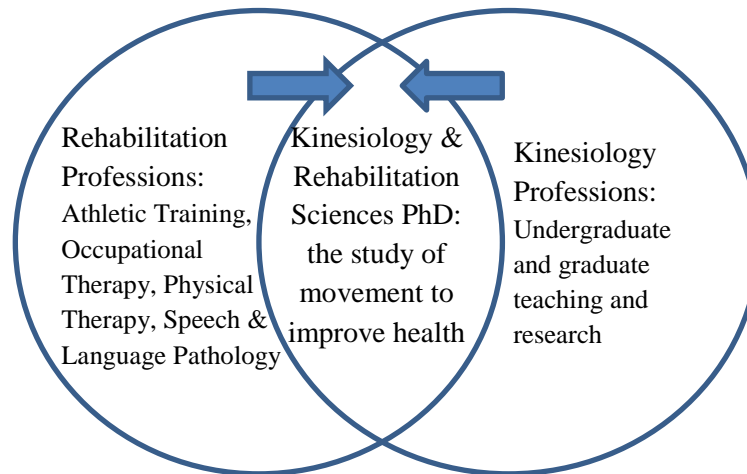 Rehabilitation
Professions:
Athletic Training,
Occupational
Therapy, Physical
Therapy, Speech &
Language Pathology
Kinesiology &
Rehabilitation
Sciences PhD:
the study of
movement to
improve health
Kinesiology
Professions:
Undergraduate
and graduate
teaching and
research